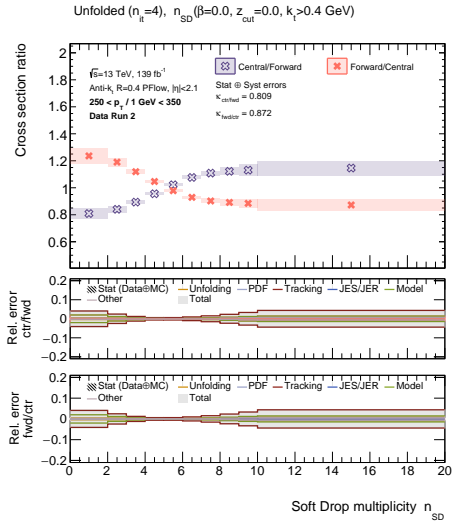 Unfolded (n_it=4), n_SD(β=0.0, z_cut=0.0, k_t>0.4 GeV)
Cross section ratio
2
1.8
1.6
1.4
1.2
1
0.8
0.6
√s=13 TeV, 139 fb⁻¹
Anti-k_t R=0.4 PFlow, |η|<2.1
250 < p_T / 1 GeV < 350
Data Run 2
Central/Forward
Forward/Central
Stat ⊕ Syst errors
κ_ctr/fwd = 0.809
κ_fwd/ctr = 0.872
Rel. error
ctr/fwd
0.2
0.1
0
−0.1
Stat (Data⊕MC) Unfolding PDF Tracking JES/JER Model
Other Total
Rel. error
fwd/ctr
0.2
0.1
0
−0.1
−0.2
Stat (Data⊕MC) Unfolding PDF Tracking JES/JER Model
Other Total
0 2 4 6 8 10 12 14 16 18 20
Soft Drop multiplicity n_SD